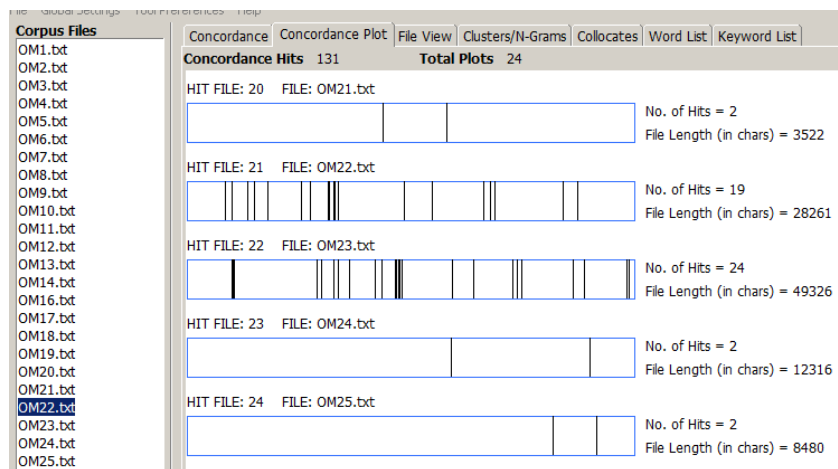 File Global Settings Tool Preferences Help
Corpus Files
OM1.txt
OM2.txt
OM3.txt
OM4.txt
OM5.txt
OM6.txt
OM7.txt
OM8.txt
OM9.txt
OM10.txt
OM11.txt
OM12.txt
OM13.txt
OM14.txt
OM16.txt
OM17.txt
OM18.txt
OM19.txt
OM20.txt
OM21.txt
OM22.txt
OM23.txt
OM24.txt
OM25.txt
Concordance Concordance Plot File View Clusters/N-Grams Collocates Word List Keyword List
Concordance Hits 131 Total Plots 24
HIT FILE: 20 FILE: OM21.txt
No. of Hits = 2
File Length (in chars) = 3522
HIT FILE: 21 FILE: OM22.txt
No. of Hits = 19
File Length (in chars) = 28261
HIT FILE: 22 FILE: OM23.txt
No. of Hits = 24
File Length (in chars) = 49326
HIT FILE: 23 FILE: OM24.txt
No. of Hits = 2
File Length (in chars) = 12316
HIT FILE: 24 FILE: OM25.txt
No. of Hits = 2
File Length (in chars) = 8480